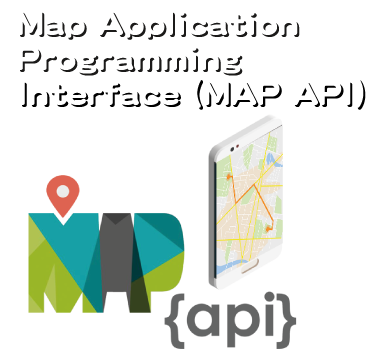 Map Application
Programming
Interface (MAP API)
MAP
{api}